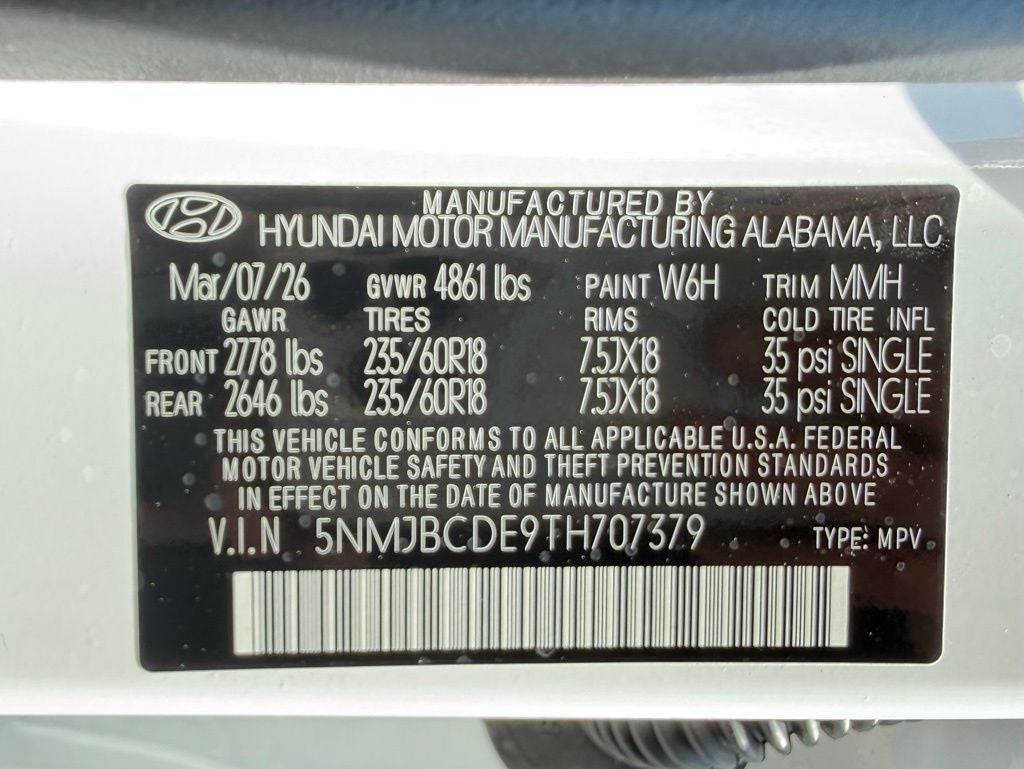 MANUFACTURED BY
HYUNDAI MOTOR MANUFACTURING ALABAMA, LLC
Mar/07/26 GVWR 4861 lbs PAINT W6H TRIM MMH
GAWR TIRES RIMS COLD TIRE INFL
FRONT 2778 lbs 235/60R18 7.5JX18 35 psi SINGLE
REAR 2646 lbs 235/60R18 7.5JX18 35 psi SINGLE
THIS VEHICLE CONFORMS TO ALL APPLICABLE U.S.A. FEDERAL
MOTOR VEHICLE SAFETY AND THEFT PREVENTION STANDARDS
IN EFFECT ON THE DATE OF MANUFACTURE SHOWN ABOVE
V.I.N 5NMJBCDE9TH707379 TYPE: MPV